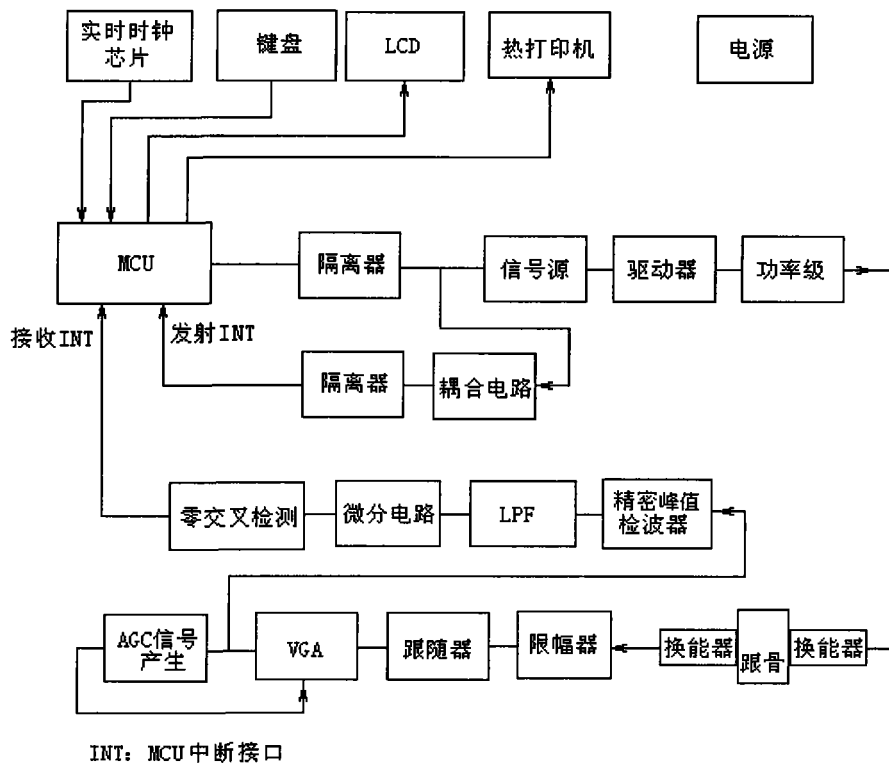 实时时钟
芯片
键盘
LCD
热打印机
电源
MCU
隔离器
信号源
驱动器
功率级
接收INT
发射INT
隔离器
耦合电路
零交叉检测
微分电路
LPF
精密峰值
检波器
AGC信号
产生
VGA
跟随器
限幅器
换能器
跟骨
换能器
INT: MCU中断接口